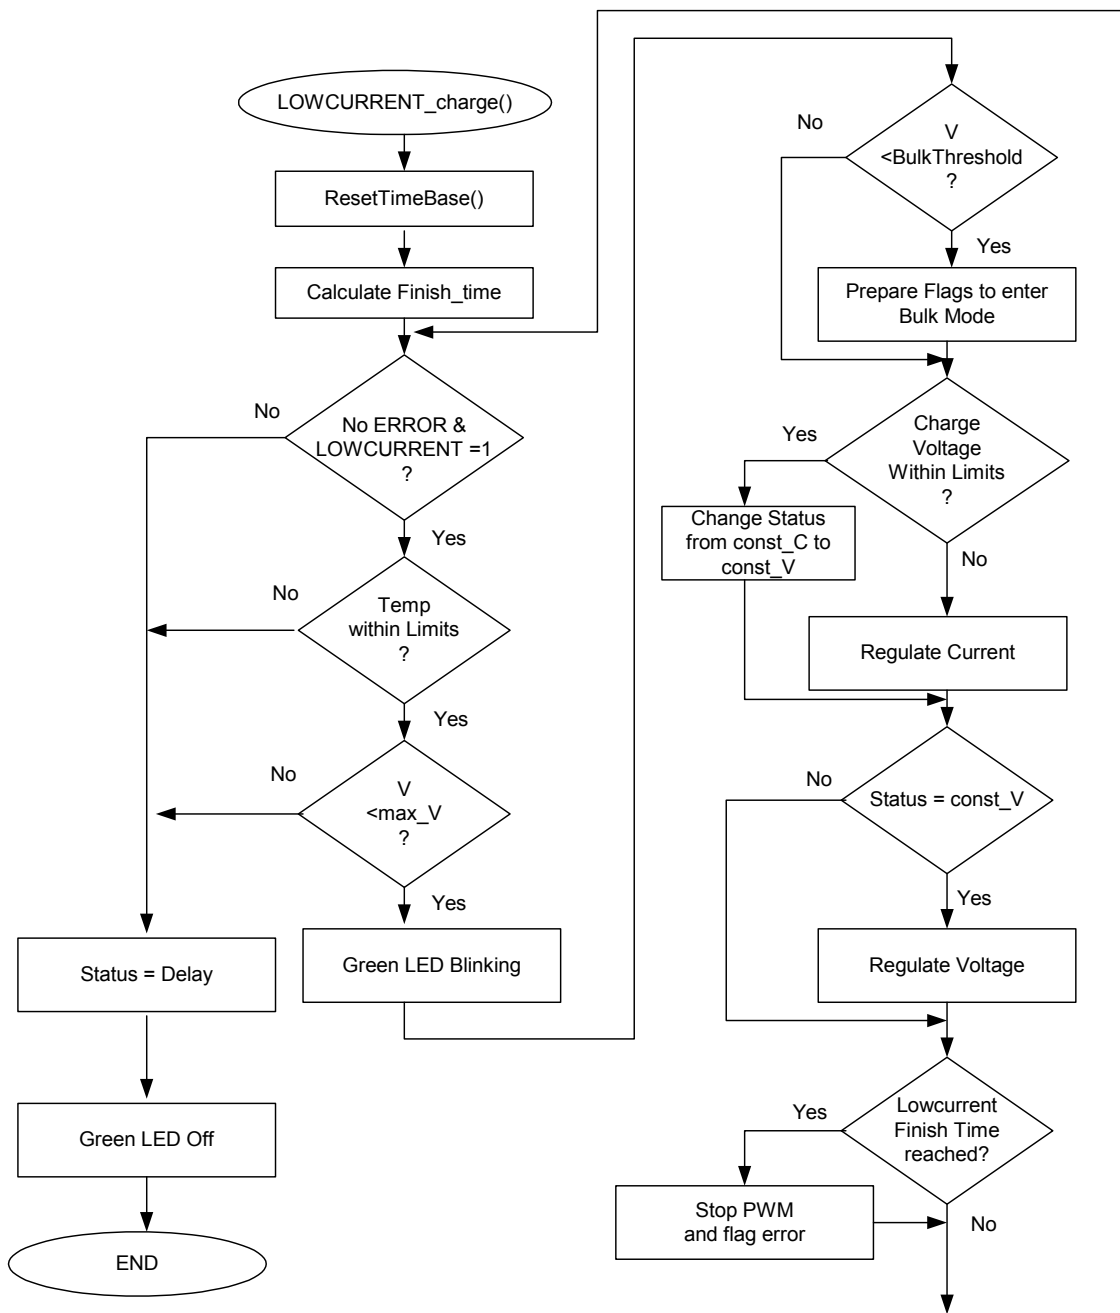 LOWCURRENT_charge()
ResetTimeBase()
Calculate Finish_time
No
No ERROR &
LOWCURRENT =1
?
Yes
No
Temp
within Limits
?
Yes
No
V
<max_V
?
Yes
Green LED Blinking
Status = Delay
Green LED Off
END
No
V
<BulkThreshold
?
Yes
Prepare Flags to enter
Bulk Mode
Yes
Charge
Voltage
Within Limits
?
Change Status
from const_C to
const_V
No
Regulate Current
No
Status = const_V
Yes
Regulate Voltage
Yes
Lowcurrent
Finish Time
reached?
Stop PWM
and flag error
No